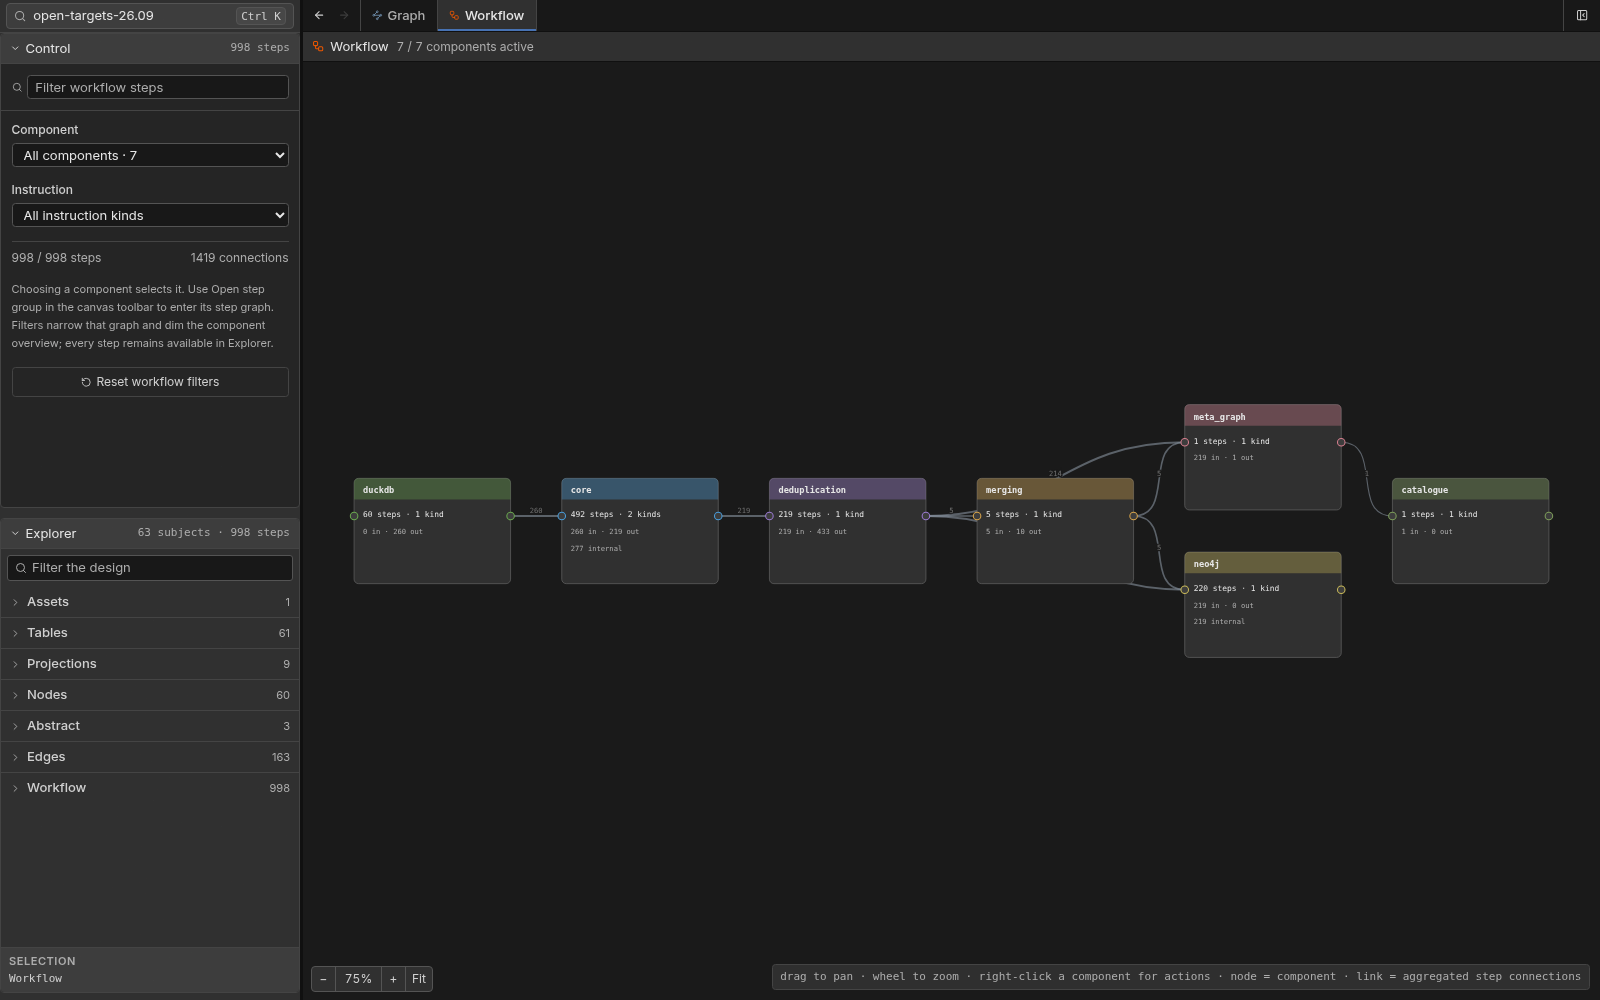 open-targets-26.09
Ctrl K
Graph
Workflow
Control
998 steps
Workflow
7 / 7 components active
Filter workflow steps
Component
All components · 7
Instruction
All instruction kinds
998 / 998 steps
1419 connections
Choosing a component selects it. Use Open step
group in the canvas toolbar to enter its step graph.
Filters narrow that graph and dim the component
overview; every step remains available in Explorer.
Reset workflow filters
Explorer
63 subjects · 998 steps
Filter the design
Assets
1
Tables
61
Projections
9
Nodes
60
Abstract
3
Edges
163
Workflow
998
SELECTION
Workflow
duckdb
60 steps · 1 kind
0 in · 260 out
260
core
492 steps · 2 kinds
260 in · 219 out
277 internal
219
deduplication
219 steps · 1 kind
219 in · 433 out
5
214
merging
5 steps · 1 kind
5 in · 10 out
5
5
meta_graph
1 steps · 1 kind
219 in · 1 out
1
neo4j
220 steps · 1 kind
219 in · 0 out
219 internal
catalogue
1 steps · 1 kind
1 in · 0 out
− 75% + Fit
drag to pan · wheel to zoom · right-click a component for actions · node = component · link = aggregated step connections